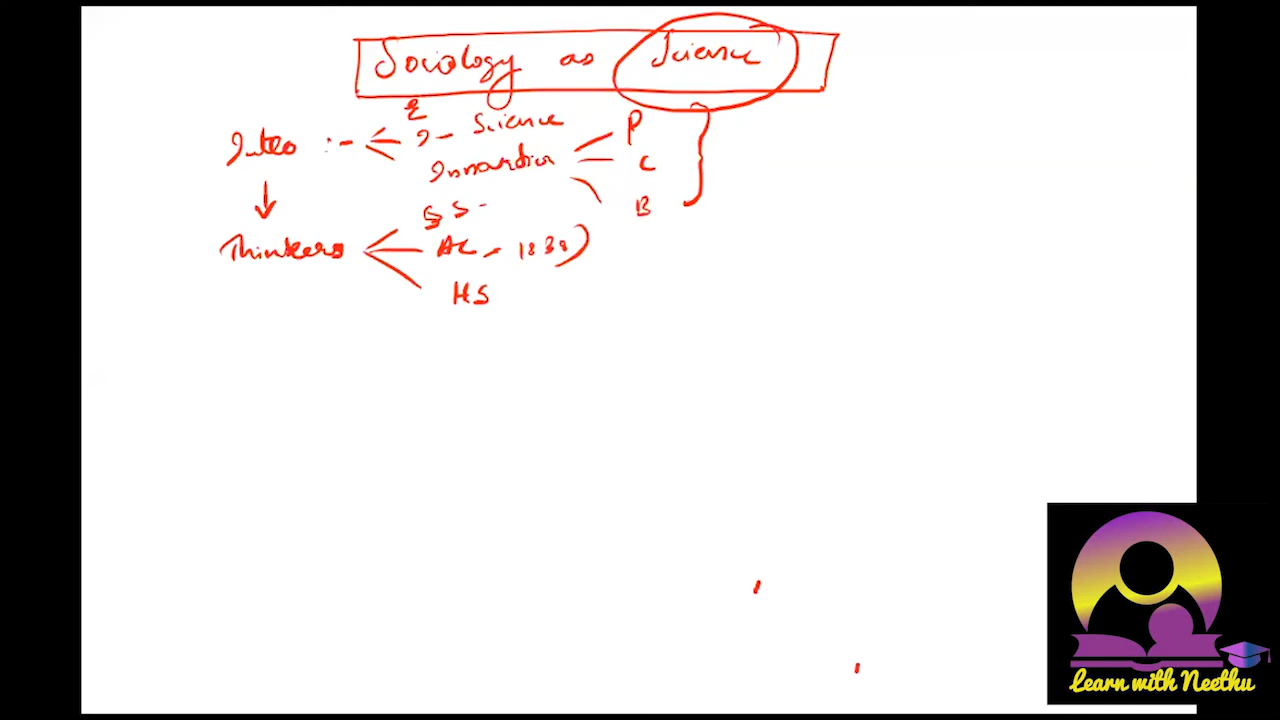 Sociology as Science
Intro :- Science P
Innovation C
B
SS -
Thinkers AC - 1838)
HS
Learn with Neethu